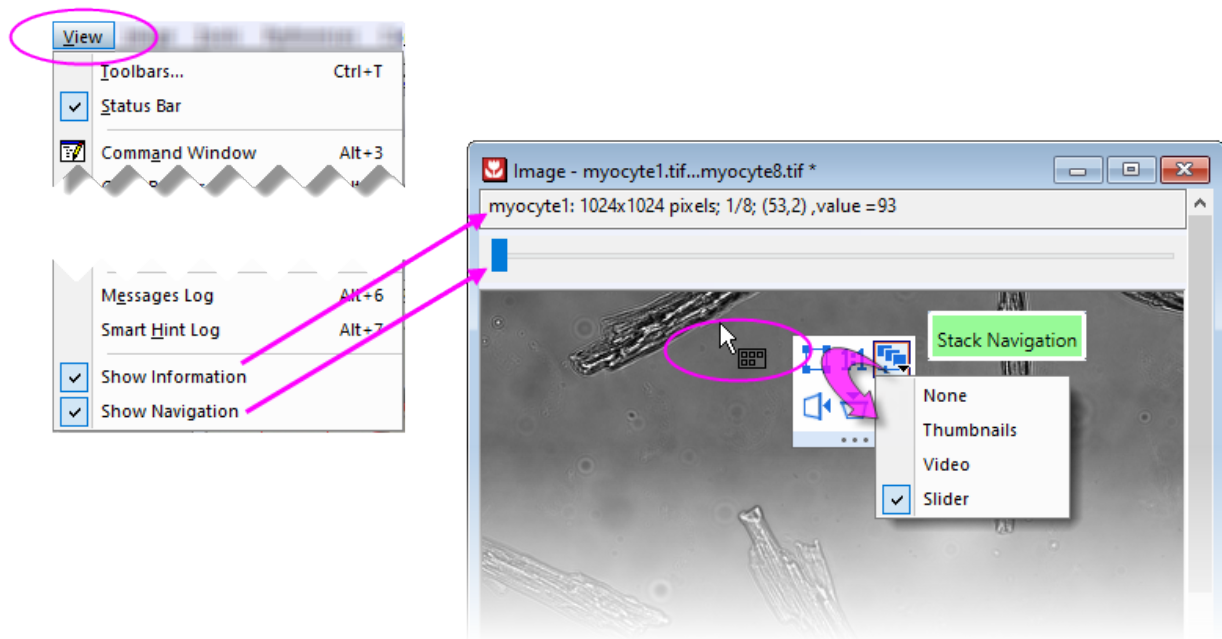 View
Toolbars... Ctrl+T
Status Bar
Command Window Alt+3
Messages Log Alt+6
Smart Hint Log Alt+7
Show Information
Show Navigation
Image - myocyte1.tif...myocyte8.tif *
myocyte1: 1024x1024 pixels; 1/8; (53,2) ,value =93
1:1
Stack Navigation
None
Thumbnails
Video
Slider